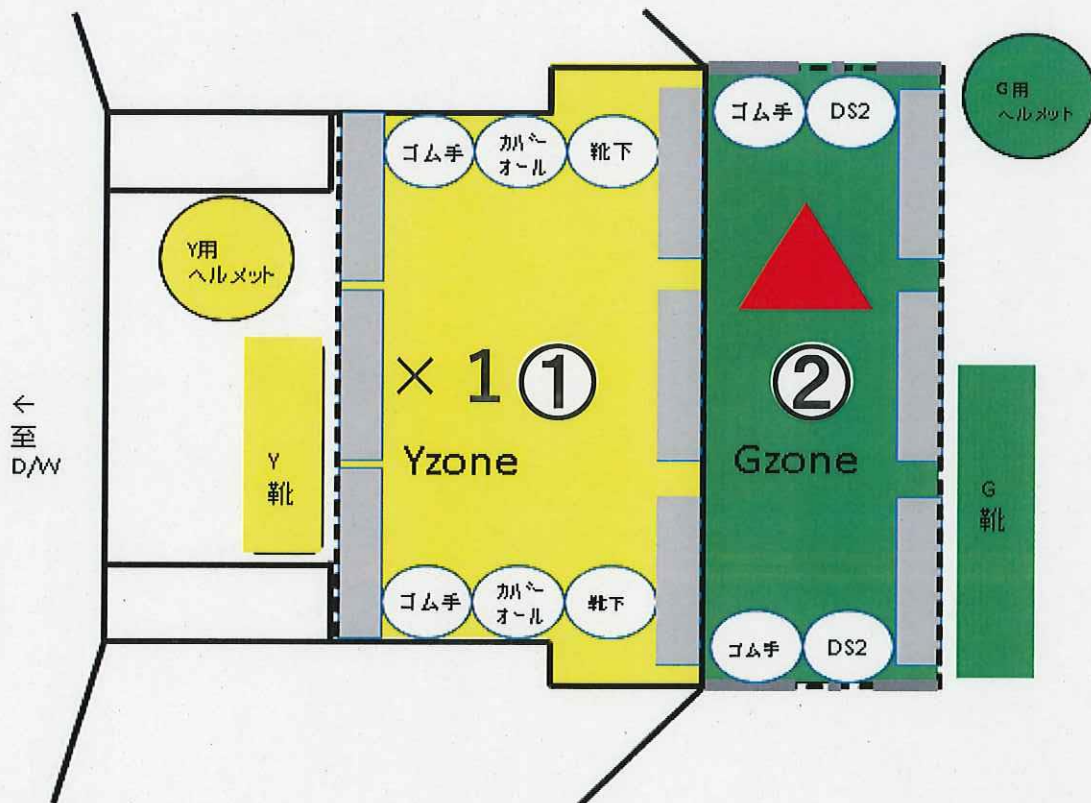 ゴム手
DS2
G用
ヘルメット
ゴム手
カバー
オール
靴下
Y用
ヘルメット
×1①
②
←
至
D/W
Yzone
Gzone
Y
靴
G
靴
ゴム手
カバー
オール
靴下
ゴム手
DS2